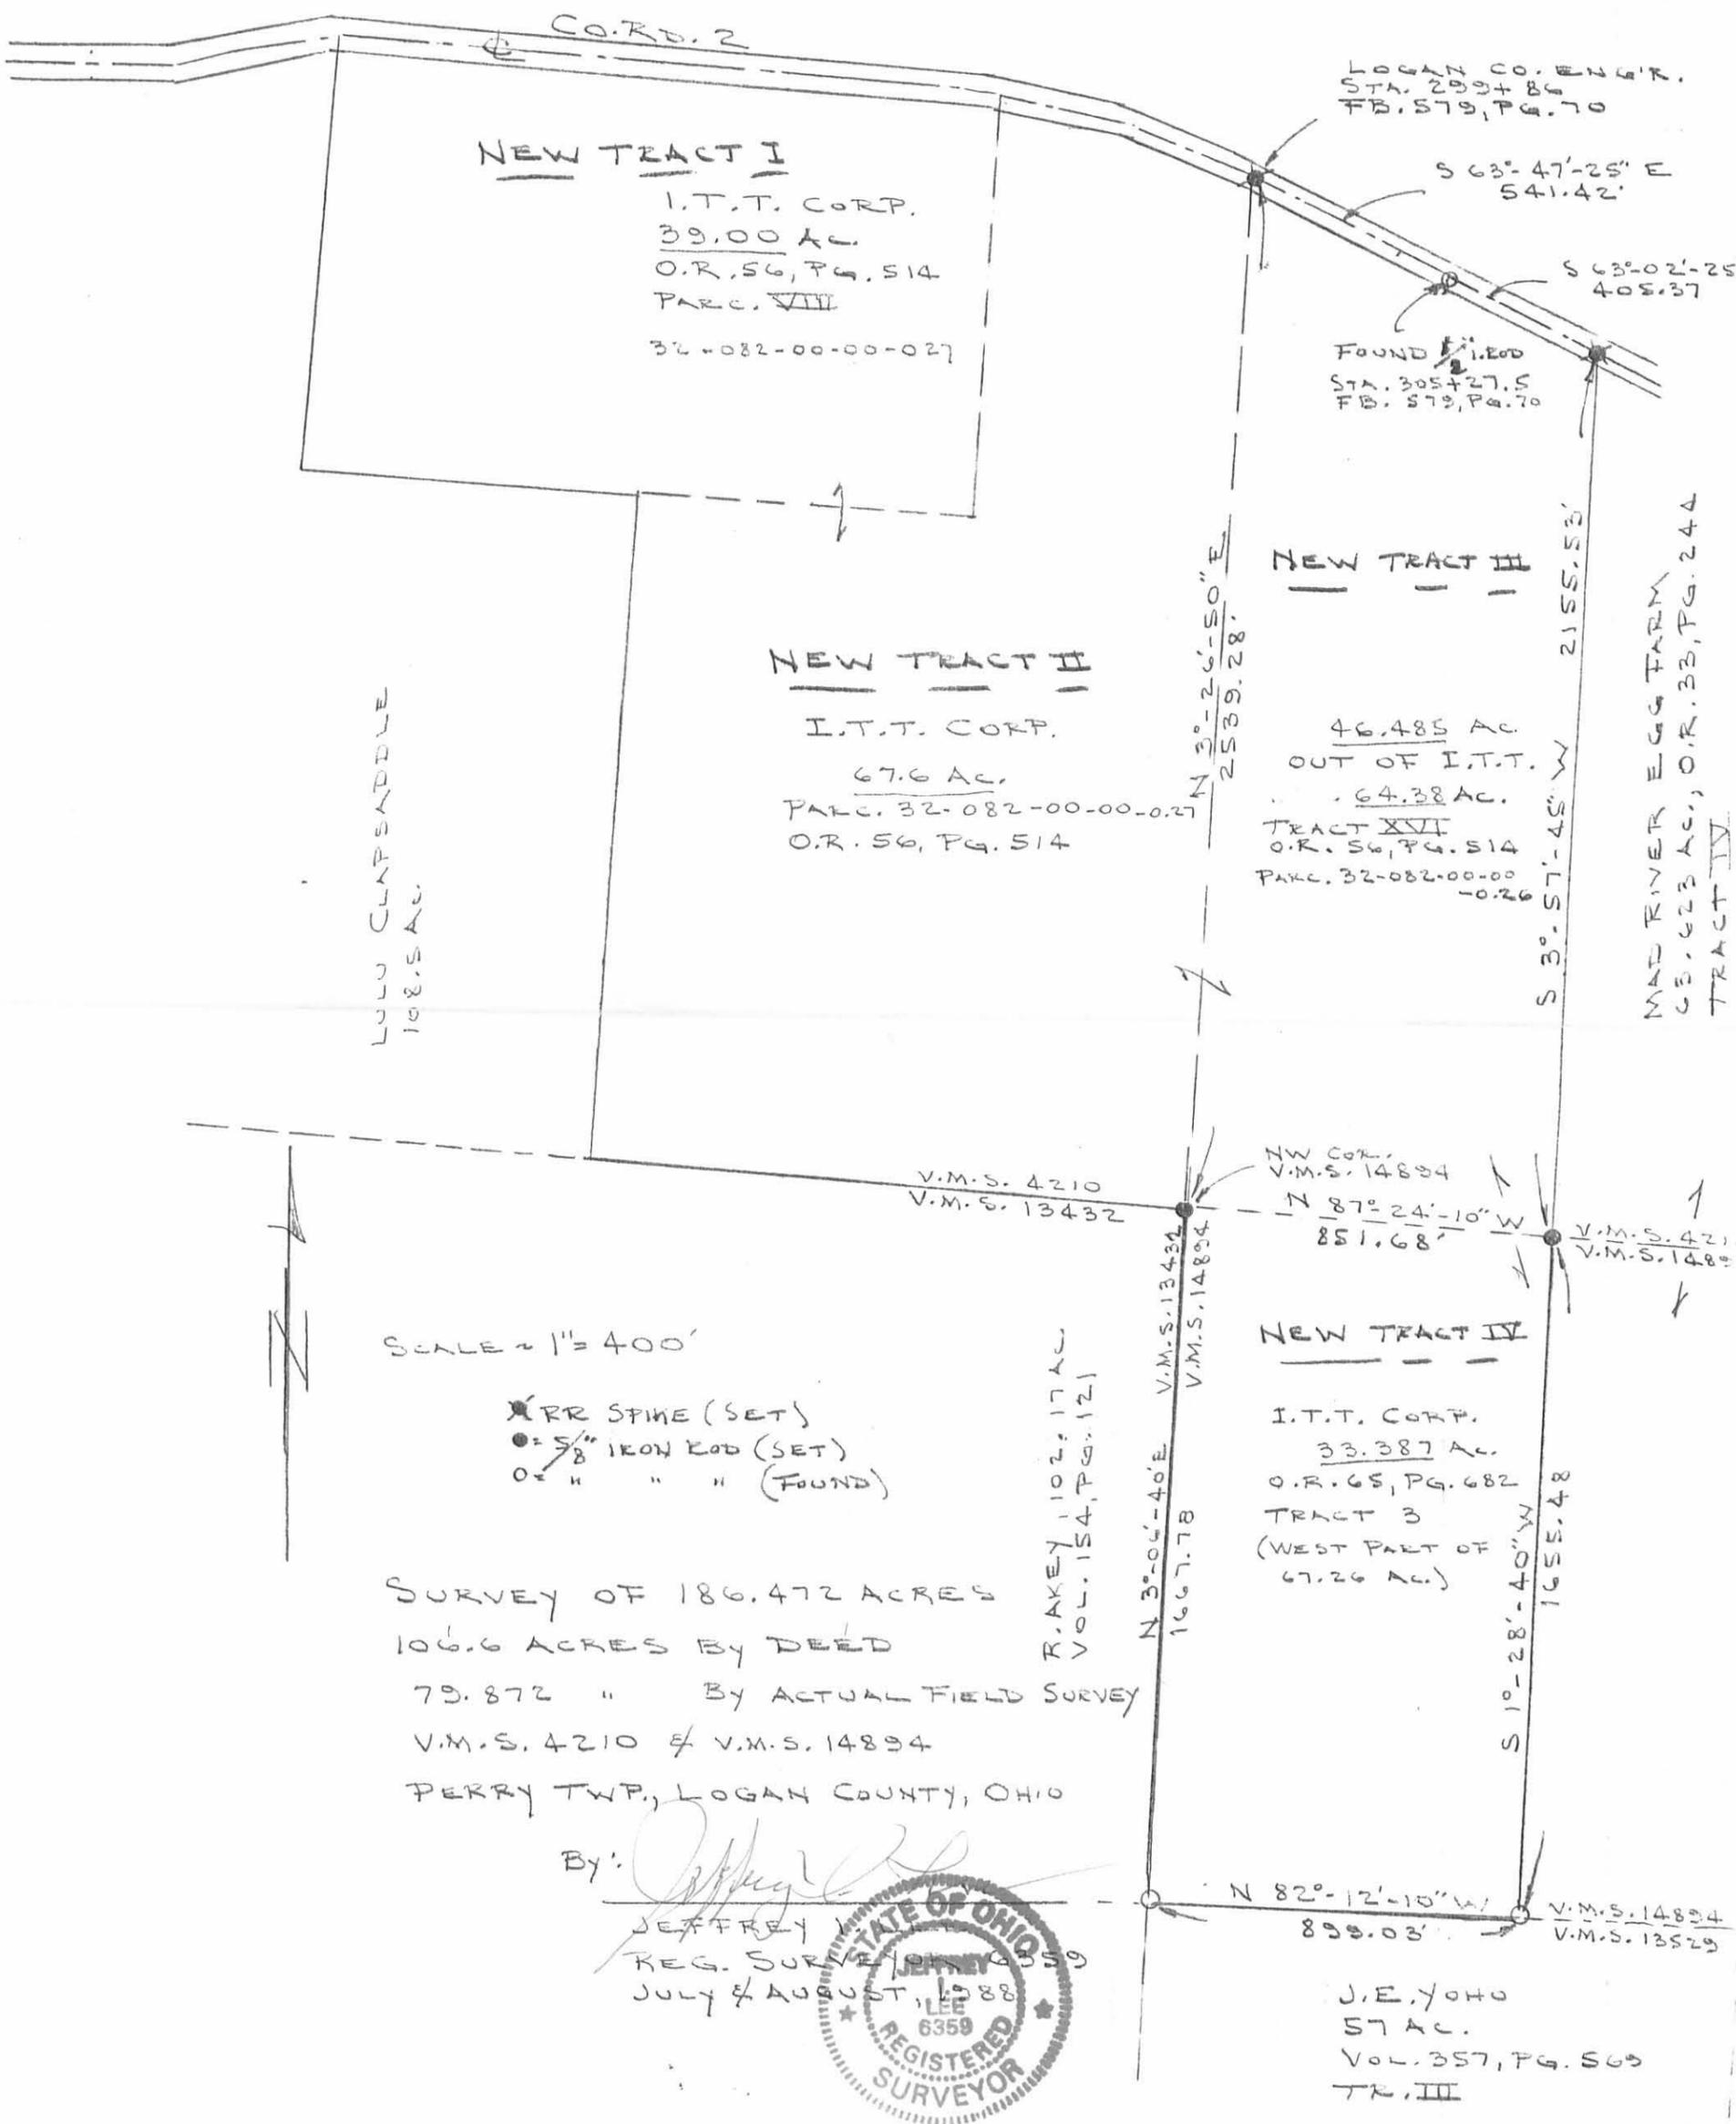 CO. RD. 2
LOGAN CO. ENG'R.
STA. 299+86
FB. 579, PG. 70
S 63°-47'-25" E
541.42'
S 63°-02'-25
405.37
FOUND 1/2" I. ROD
STA. 305+27.5
FB. 579, PG. 70
NEW TRACT I
I.T.T. CORP.
39.00 AC.
O.R. 56, PG. 514
PARC. VIII
32-082-00-00-027
NEW TRACT II
I.T.T. CORP.
67.6 AC.
PARC. 32-082-00-00-0.27
O.R. 56, PG. 514
N 3°-26'-50" E
2539.28'
NEW TRACT III
46.485 AC.
OUT OF I.T.T.
64.38 AC.
TRACT XVI
O.R. 56, PG. 514
PARC. 32-082-00-00
-0.26
S 3°-57'-45" W 2155.53'
MAD RIVER EGG FARM
63.623 AC., O.R. 33, PG. 244
TRACT IV
LULU CLAPSADDLE
108.5 AC.
V.M.S. 4210
V.M.S. 13432
NW COR.
V.M.S. 14894
N 87°-24'-10" W
851.68'
V.M.S. 421
V.M.S. 1489
N
SCALE ~ 1" = 400'
RR SPIKE (SET)
= 5/8" IRON ROD (SET)
O= " " " (FOUND)
R. AKEY, 102.17 AC.
VOL. 154, PG. 121
N 3°-06'-40" E V.M.S. 13432
1667.78 V.M.S. 14894
NEW TRACT IV
I.T.T. CORP.
33.387 AC.
O.R. 65, PG. 682
TRACT 3
(WEST PART OF
67.26 AC.)
S 1°-28'-40" W
1655.48
SURVEY OF 186.472 ACRES
106.6 ACRES BY DEED
79.872 " BY ACTUAL FIELD SURVEY
V.M.S. 4210 & V.M.S. 14894
PERRY TWP., LOGAN COUNTY, OHIO
By:
JEFFREY I. LEE
REG. SURVEYOR 6359
JULY & AUGUST, 1988
STATE OF OHIO
JEFFREY
I.
LEE
6359
REGISTERED
SURVEYOR
N 82°-12'-10" W
899.03'
V.M.S. 14894
V.M.S. 13529
J.E. YOHO
57 AC.
VOL. 357, PG. 569
TR. III